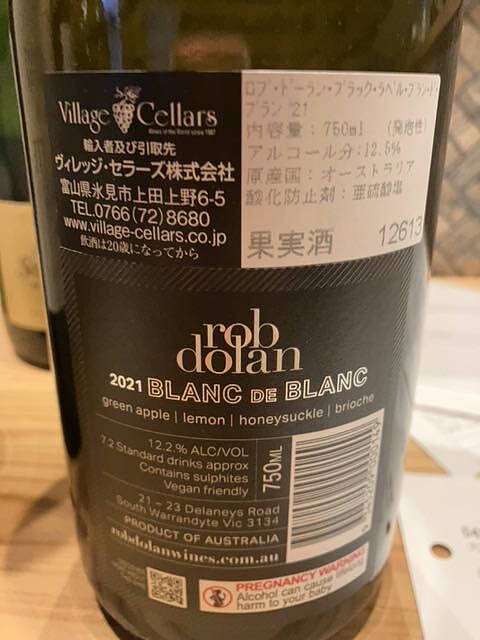 Village Cellars
Wines of the World since 1987
輸入者及び引取先
ヴィレッジ・セラーズ株式会社
富山県氷見市上田上野6-5
TEL.0766(72)8680
www.village-cellars.co.jp
飲酒は20歳になってから
ロブ・ドーラン・ブラック・ラベル・ブラン・ド・
ブラン '21
内容量：750ml （発泡性）
アルコール分：12.5%
原産国：オーストラリア
酸化防止剤：亜硫酸塩
果実酒 12613
rob
dolan
2021 BLANC DE BLANC
green apple | lemon | honeysuckle | brioche
12.2% ALC/VOL
7.2 Standard drinks approx
Contains sulphites
Vegan friendly
750ML
21 – 23 Delaneys Road
South Warrandyte Vic 3134
PRODUCT OF AUSTRALIA
robdolanwines.com.au
PREGNANCY WARNING
Alcohol can cause lifelong
harm to your baby